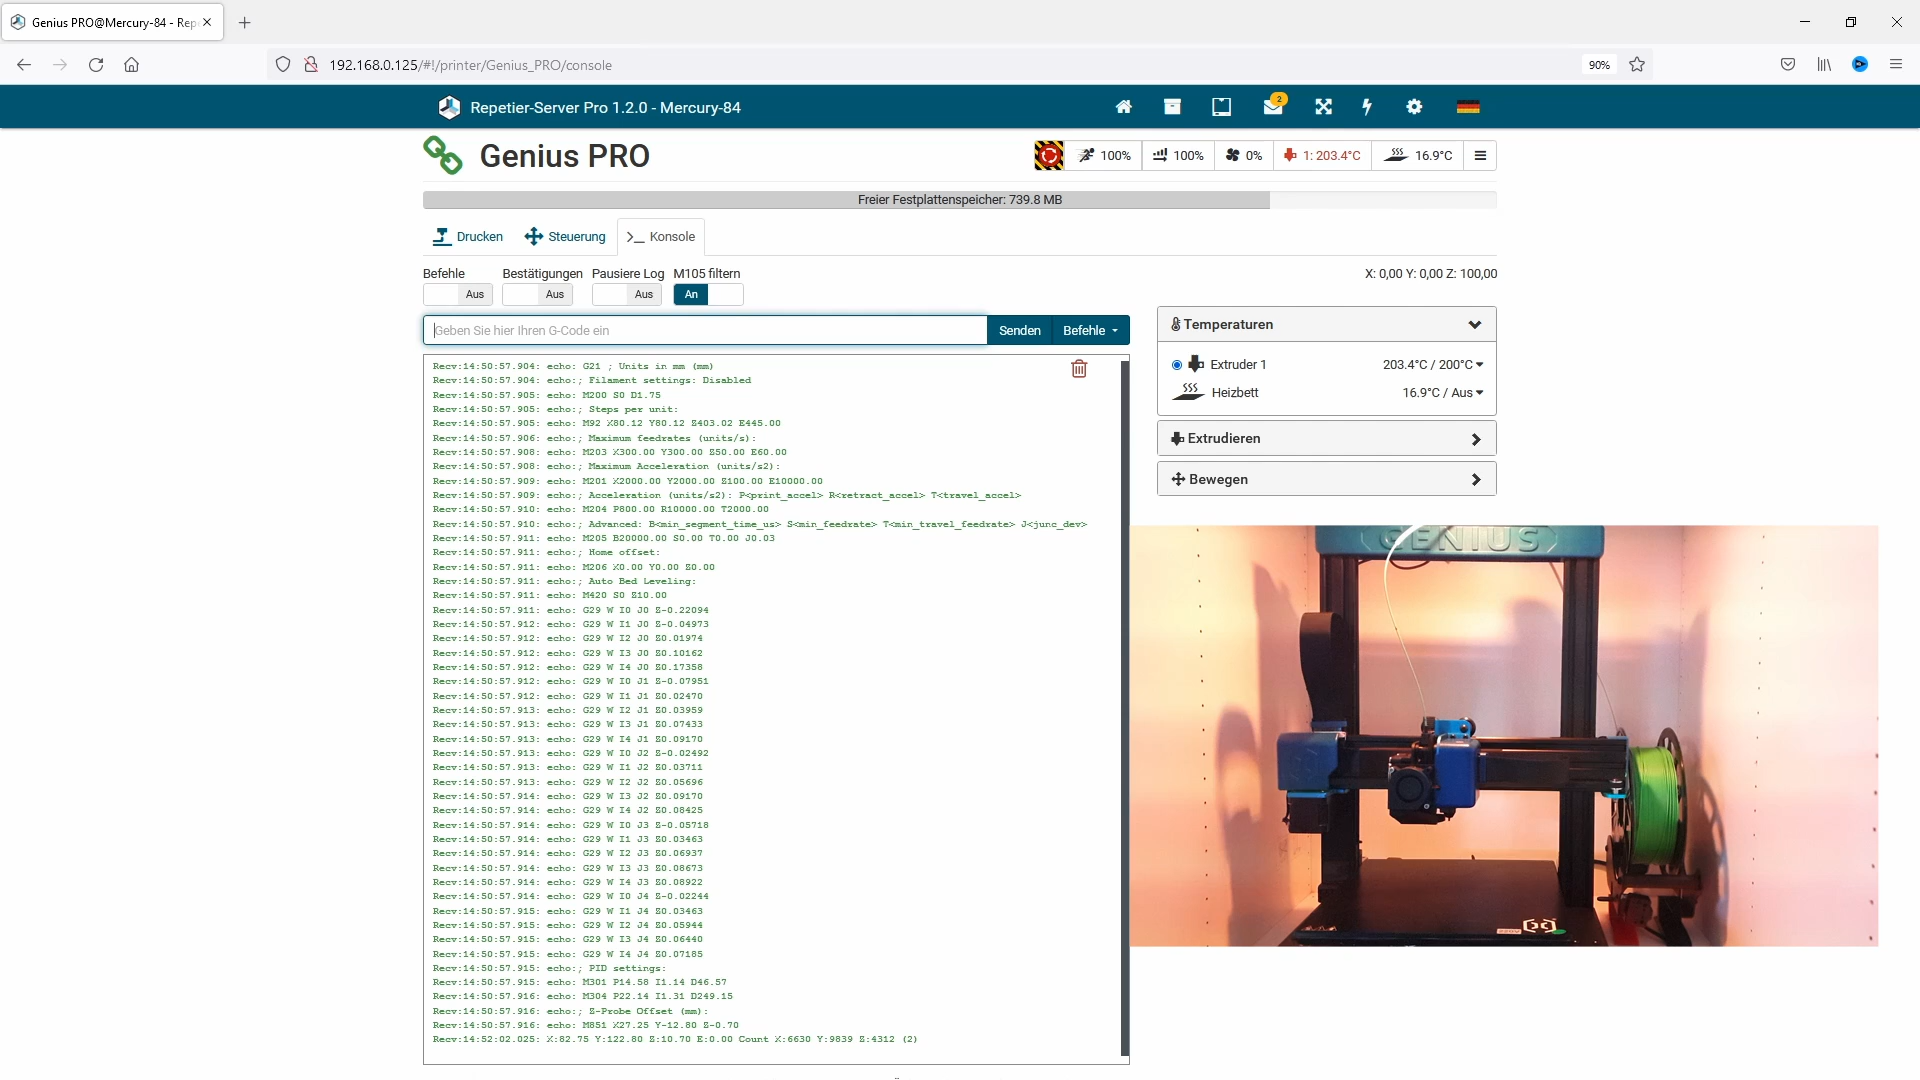 Genius PRO@Mercury-84 - Rep
192.168.0.125/#!/printer/Genius_PRO/console
90%
Repetier-Server Pro 1.2.0 - Mercury-84
2
Genius PRO
100%
100%
0%
1: 203.4°C
16.9°C
Freier Festplattenspeicher: 739.8 MB
Drucken
Steuerung
Konsole
Befehle
Bestätigungen
Pausiere Log
M105 filtern
X: 0,00 Y: 0,00 Z: 100,00
Aus
Aus
Aus
An
Geben Sie hier Ihren G-Code ein
Senden
Befehle
Recv:14:50:57.904: echo: G21 ; Units in mm (mm)
Recv:14:50:57.904: echo:; Filament settings: Disabled
Recv:14:50:57.905: echo: M200 S0 D1.75
Recv:14:50:57.905: echo:; Steps per unit:
Recv:14:50:57.905: echo: M92 X80.12 Y80.12 Z403.02 E445.00
Recv:14:50:57.906: echo:; Maximum feedrates (units/s):
Recv:14:50:57.908: echo: M203 X300.00 Y300.00 Z50.00 E60.00
Recv:14:50:57.908: echo:; Maximum Acceleration (units/s2):
Recv:14:50:57.909: echo: M201 X2000.00 Y2000.00 Z100.00 E10000.00
Recv:14:50:57.909: echo:; Acceleration (units/s2): P<print_accel> R<retract_accel> T<travel_accel>
Recv:14:50:57.910: echo: M204 P800.00 R10000.00 T2000.00
Recv:14:50:57.910: echo:; Advanced: B<min_segment_time_us> S<min_feedrate> T<min_travel_feedrate> J<junc_dev>
Recv:14:50:57.911: echo: M205 B20000.00 S0.00 T0.00 J0.03
Recv:14:50:57.911: echo:; Home offset:
Recv:14:50:57.911: echo: M206 X0.00 Y0.00 Z0.00
Recv:14:50:57.911: echo:; Auto Bed Leveling:
Recv:14:50:57.911: echo: M420 S0 Z10.00
Recv:14:50:57.911: echo: G29 W I0 J0 Z-0.22094
Recv:14:50:57.912: echo: G29 W I1 J0 Z-0.04973
Recv:14:50:57.912: echo: G29 W I2 J0 Z0.01974
Recv:14:50:57.912: echo: G29 W I3 J0 Z0.10162
Recv:14:50:57.912: echo: G29 W I4 J0 Z0.17358
Recv:14:50:57.912: echo: G29 W I0 J1 Z-0.07951
Recv:14:50:57.912: echo: G29 W I1 J1 Z0.02470
Recv:14:50:57.913: echo: G29 W I2 J1 Z0.03959
Recv:14:50:57.913: echo: G29 W I3 J1 Z0.07433
Recv:14:50:57.913: echo: G29 W I4 J1 Z0.09170
Recv:14:50:57.913: echo: G29 W I0 J2 Z-0.02492
Recv:14:50:57.913: echo: G29 W I1 J2 Z0.03711
Recv:14:50:57.913: echo: G29 W I2 J2 Z0.05696
Recv:14:50:57.914: echo: G29 W I3 J2 Z0.09170
Recv:14:50:57.914: echo: G29 W I4 J2 Z0.08425
Recv:14:50:57.914: echo: G29 W I0 J3 Z-0.05718
Recv:14:50:57.914: echo: G29 W I1 J3 Z0.03463
Recv:14:50:57.914: echo: G29 W I2 J3 Z0.06937
Recv:14:50:57.914: echo: G29 W I3 J3 Z0.08673
Recv:14:50:57.914: echo: G29 W I4 J3 Z0.08922
Recv:14:50:57.914: echo: G29 W I0 J4 Z-0.02244
Recv:14:50:57.915: echo: G29 W I1 J4 Z0.03463
Recv:14:50:57.915: echo: G29 W I2 J4 Z0.05944
Recv:14:50:57.915: echo: G29 W I3 J4 Z0.06440
Recv:14:50:57.915: echo: G29 W I4 J4 Z0.07185
Recv:14:50:57.915: echo:; PID settings:
Recv:14:50:57.915: echo: M301 P14.58 I1.14 D46.57
Recv:14:50:57.916: echo: M304 P22.14 I1.31 D249.15
Recv:14:50:57.916: echo:; Z-Probe Offset (mm):
Recv:14:50:57.916: echo: M851 X27.25 Y-12.80 Z-0.70
Recv:14:52:02.025: X:82.75 Y:122.80 Z:10.70 E:0.00 Count X:6630 Y:9839 Z:4312 (2)
Temperaturen
Extruder 1
203.4°C / 200°C
Heizbett
16.9°C / Aus
Extrudieren
Bewegen
GENIUS